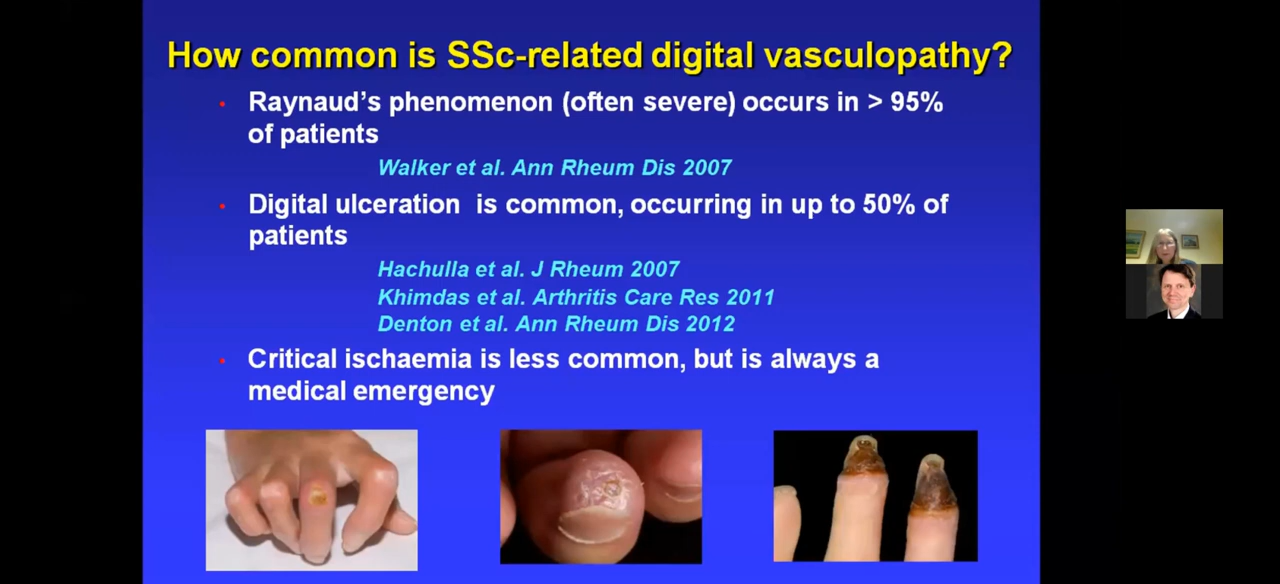 How common is SSc-related digital vasculopathy?
• Raynaud's phenomenon (often severe) occurs in > 95%
of patients
Walker et al. Ann Rheum Dis 2007
• Digital ulceration is common, occurring in up to 50% of
patients
Hachulla et al. J Rheum 2007
Khimdas et al. Arthritis Care Res 2011
Denton et al. Ann Rheum Dis 2012
• Critical ischaemia is less common, but is always a
medical emergency